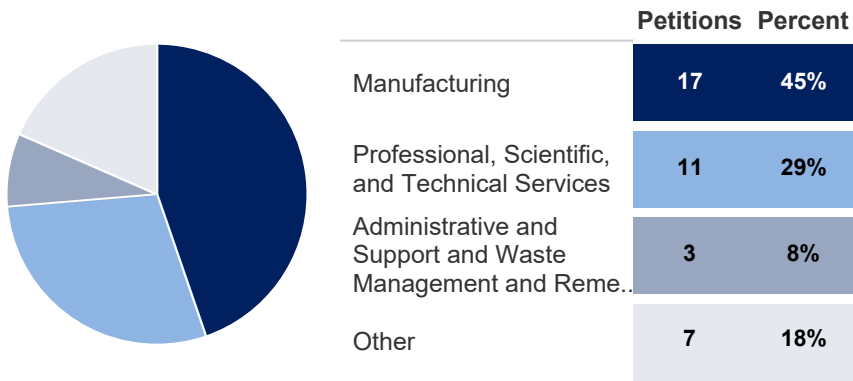 Petitions Percent
Manufacturing 17 45%
Professional, Scientific,
and Technical Services 11 29%
Administrative and
Support and Waste 3 8%
Management and Reme..
Other 7 18%